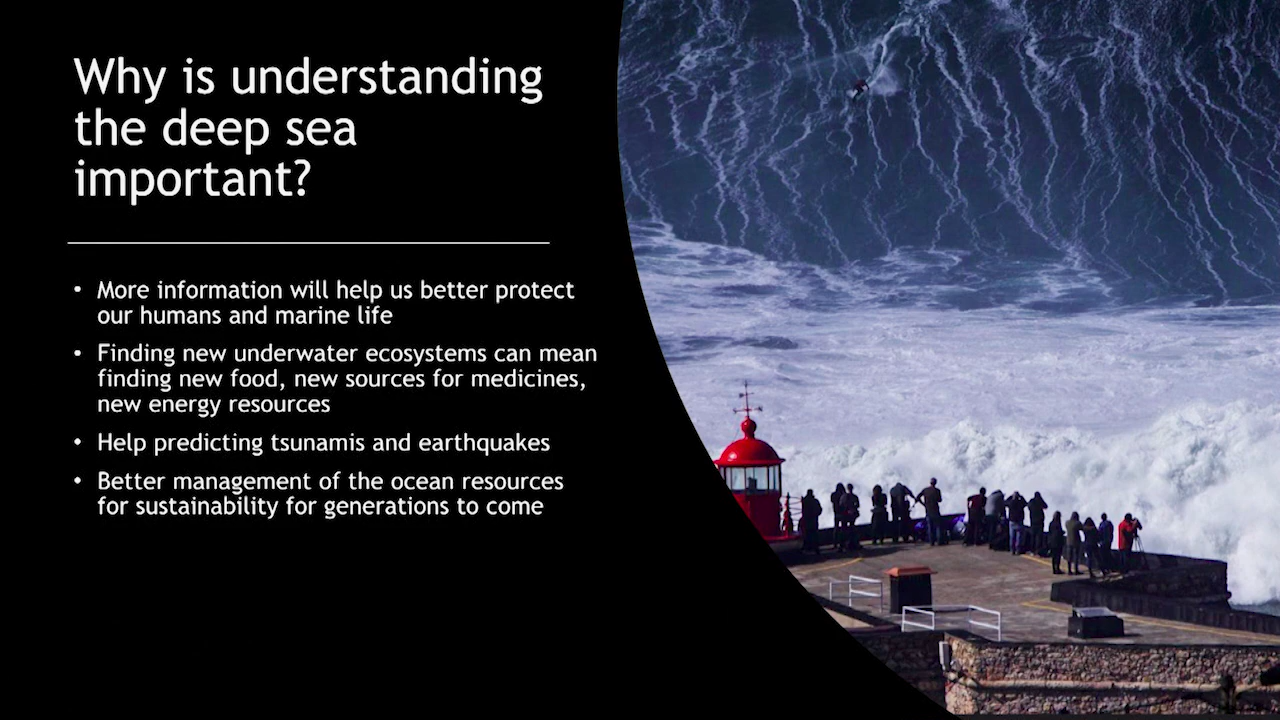 Why is understanding
the deep sea
important?
• More information will help us better protect
our humans and marine life
• Finding new underwater ecosystems can mean
finding new food, new sources for medicines,
new energy resources
• Help predicting tsunamis and earthquakes
• Better management of the ocean resources
for sustainability for generations to come